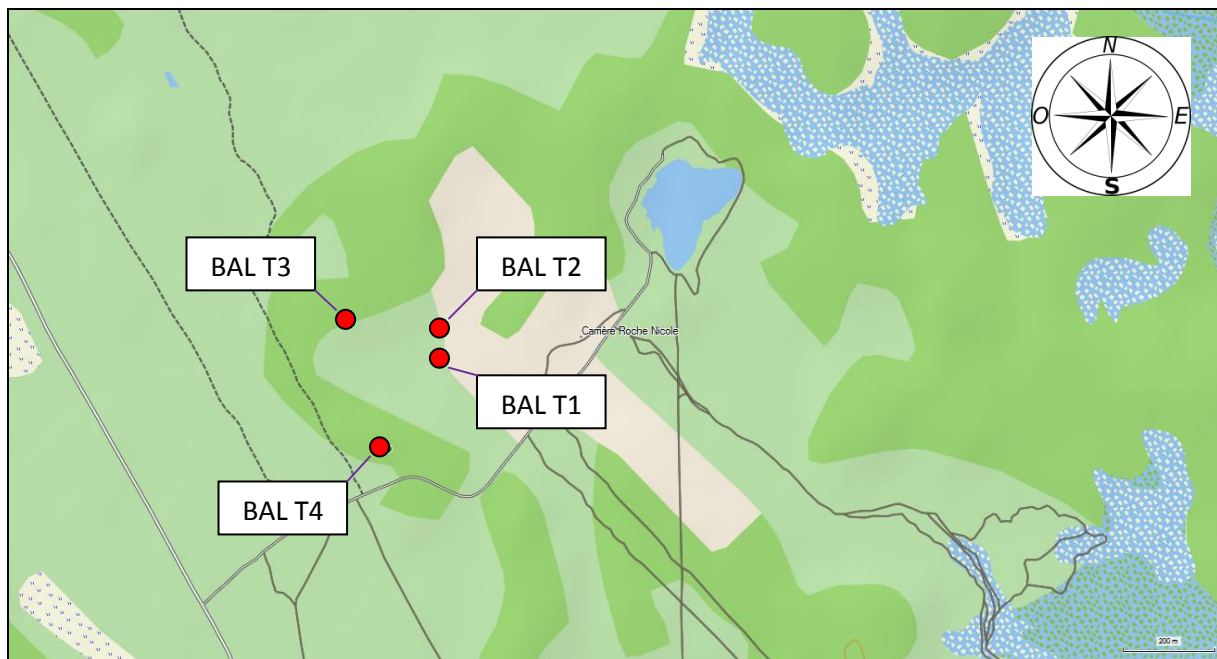 N
O
E
S
BAL T3
BAL T2
Carrière Roche Nicole
BAL T1
BAL T4
200 m